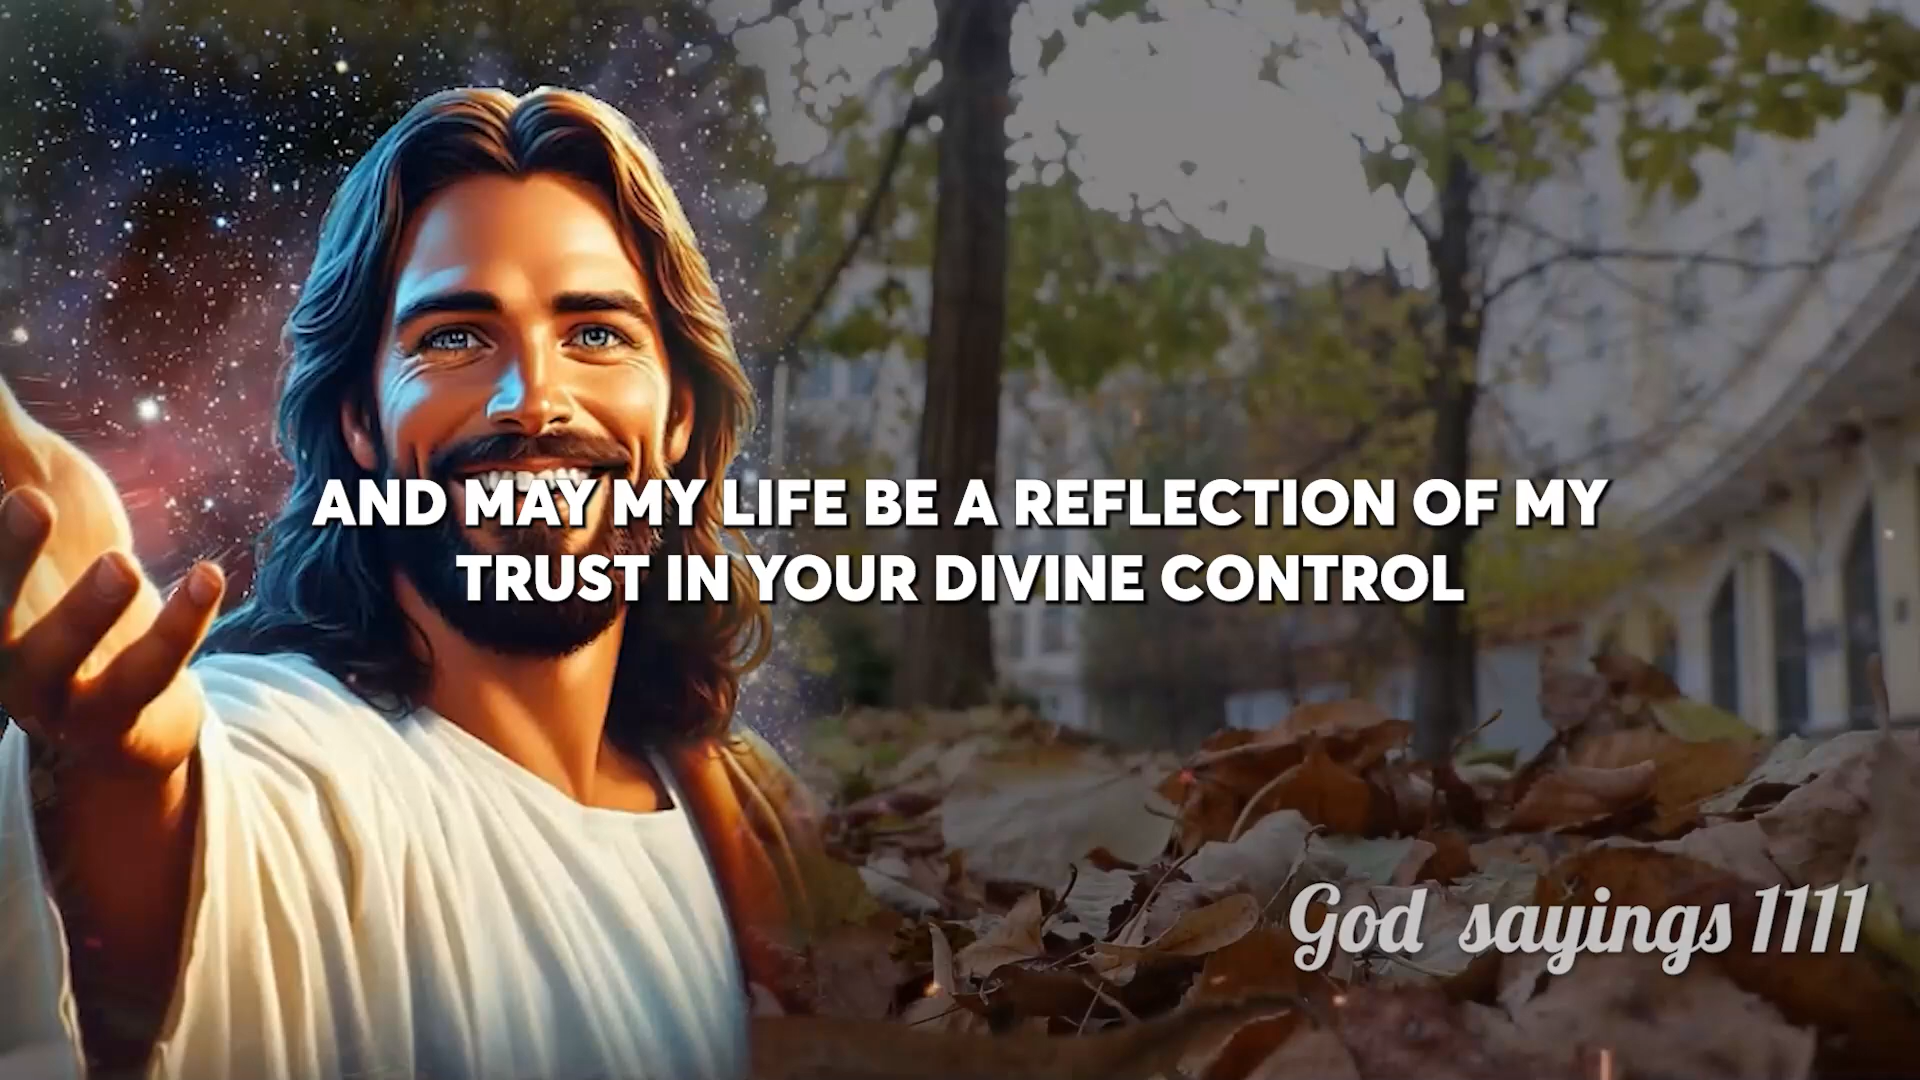 AND MAY MY LIFE BE A REFLECTION OF MY
TRUST IN YOUR DIVINE CONTROL
God sayings 1111